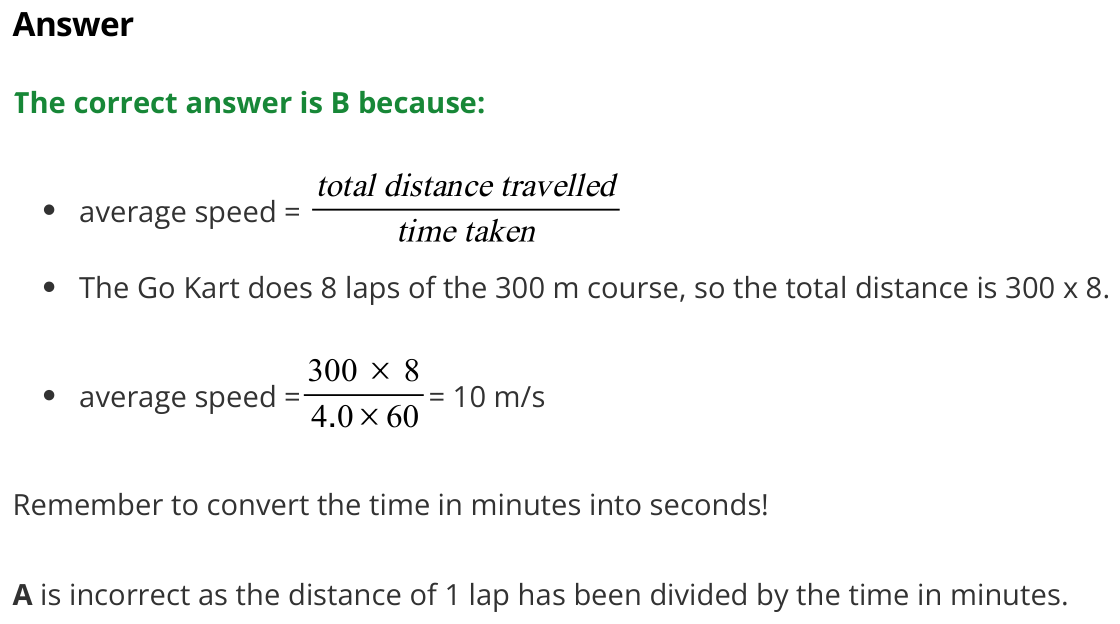 Answer
The correct answer is B because:
• average speed = total distance travelled / time taken
• The Go Kart does 8 laps of the 300 m course, so the total distance is 300 x 8.
• average speed = 300 × 8 / 4.0 × 60 = 10 m/s
Remember to convert the time in minutes into seconds!
A is incorrect as the distance of 1 lap has been divided by the time in minutes.